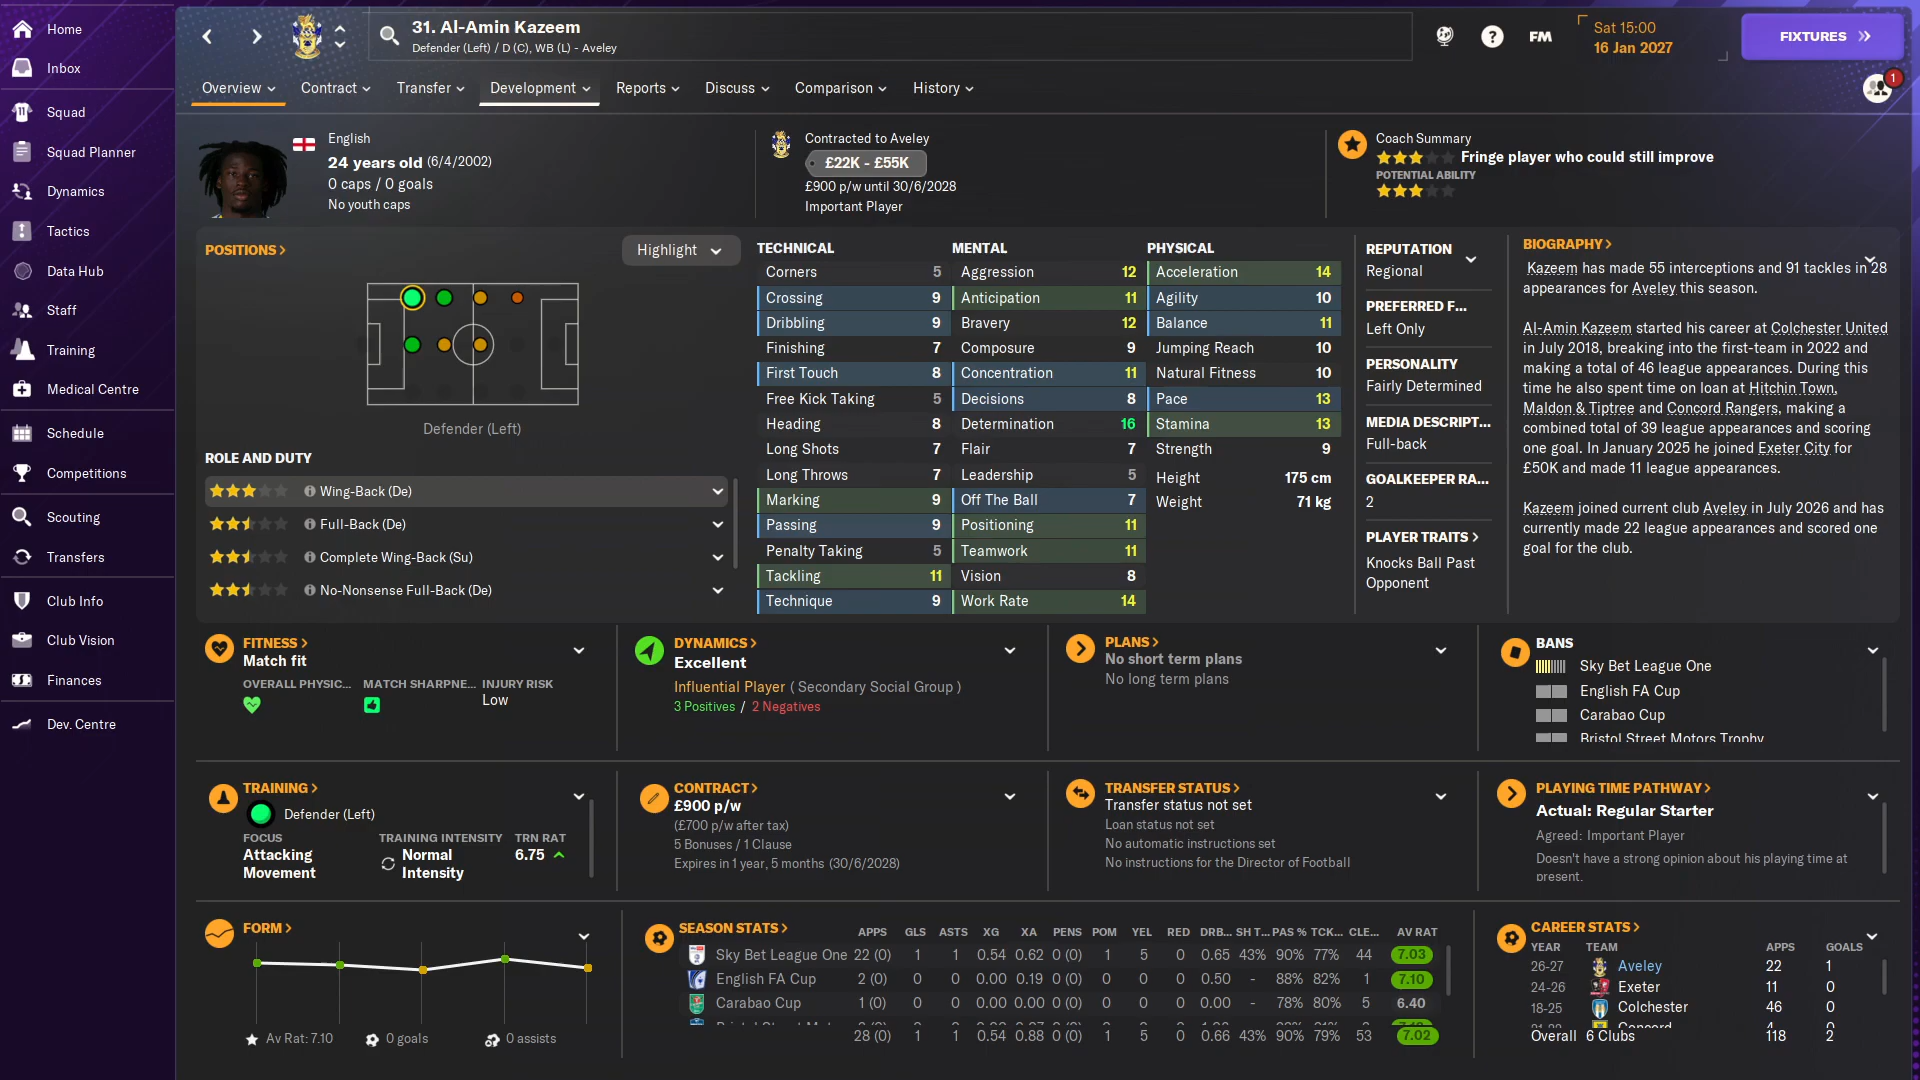 Home
Inbox
Squad
Squad Planner
Dynamics
Tactics
Data Hub
Staff
Training
Medical Centre
Schedule
Competitions
Scouting
Transfers
Club Info
Club Vision
Finances
Dev. Centre
31. Al-Amin Kazeem
Defender (Left) / D (C), WB (L) - Aveley
FM
Sat 15:00
16 Jan 2027
FIXTURES
1
Overview Contract Transfer Development Reports Discuss Comparison History
English
24 years old (6/4/2002)
0 caps / 0 goals
No youth caps
Contracted to Aveley
£22K - £55K
£900 p/w until 30/6/2028
Important Player
Coach Summary
Fringe player who could still improve
POTENTIAL ABILITY
POSITIONS
Highlight
Defender (Left)
ROLE AND DUTY
Wing-Back (De)
Full-Back (De)
Complete Wing-Back (Su)
No-Nonsense Full-Back (De)
TECHNICAL
Corners 5
Crossing 9
Dribbling 9
Finishing 7
First Touch 8
Free Kick Taking 5
Heading 8
Long Shots 7
Long Throws 7
Marking 9
Passing 9
Penalty Taking 5
Tackling 11
Technique 9
MENTAL
Aggression 12
Anticipation 11
Bravery 12
Composure 9
Concentration 11
Decisions 8
Determination 16
Flair 7
Leadership 5
Off The Ball 7
Positioning 11
Teamwork 11
Vision 8
Work Rate 14
PHYSICAL
Acceleration 14
Agility 10
Balance 11
Jumping Reach 10
Natural Fitness 10
Pace 13
Stamina 13
Strength 9
Height 175 cm
Weight 71 kg
REPUTATION
Regional
PREFERRED F...
Left Only
PERSONALITY
Fairly Determined
MEDIA DESCRIPT...
Full-back
GOALKEEPER RA...
2
PLAYER TRAITS
Knocks Ball Past
Opponent
BIOGRAPHY
Kazeem has made 55 interceptions and 91 tackles in 28
appearances for Aveley this season.
Al-Amin Kazeem started his career at Colchester United
in July 2018, breaking into the first-team in 2022 and
making a total of 46 league appearances. During this
time he also spent time on loan at Hitchin Town,
Maldon & Tiptree and Concord Rangers, making a
combined total of 39 league appearances and scoring
one goal. In January 2025 he joined Exeter City for
£50K and made 11 league appearances.
Kazeem joined current club Aveley in July 2026 and has
currently made 22 league appearances and scored one
goal for the club.
FITNESS
Match fit
OVERALL PHYSIC... MATCH SHARPNE... INJURY RISK
Low
DYNAMICS
Excellent
Influential Player ( Secondary Social Group )
3 Positives / 2 Negatives
PLANS
No short term plans
No long term plans
BANS
Sky Bet League One
English FA Cup
Carabao Cup
Bristol Street Motors Trophy
TRAINING
Defender (Left)
FOCUS TRAINING INTENSITY TRN RAT
Attacking Movement Normal Intensity 6.75
CONTRACT
£900 p/w
(£700 p/w after tax)
5 Bonuses / 1 Clause
Expires in 1 year, 5 months (30/6/2028)
TRANSFER STATUS
Transfer status not set
Loan status not set
No automatic instructions set
No instructions for the Director of Football
PLAYING TIME PATHWAY
Actual: Regular Starter
Agreed: Important Player
Doesn't have a strong opinion about his playing time at
present.
FORM
Av Rat: 7.10 0 goals 0 assists
SEASON STATS APPS GLS ASTS XG XA PENS POM YEL RED DRB... SH T... PAS % TCK... CLE... AV RAT
Sky Bet League One 22 (0) 1 1 0.54 0.62 0 (0) 1 5 0 0.65 43% 90% 77% 44 7.03
English FA Cup 2 (0) 0 0 0.00 0.19 0 (0) 0 0 0 0.50 - 88% 82% 1 7.10
Carabao Cup 1 (0) 0 0 0.00 0.00 0 (0) 0 0 0 0.00 - 78% 80% 5 6.40
28 (0) 1 1 0.54 0.88 0 (0) 1 5 0 0.66 43% 90% 79% 53 7.02
CAREER STATS
YEAR TEAM APPS GOALS
26-27 Aveley 22 1
24-26 Exeter 11 0
18-25 Colchester 46 0
Overall 6 Clubs 118 2